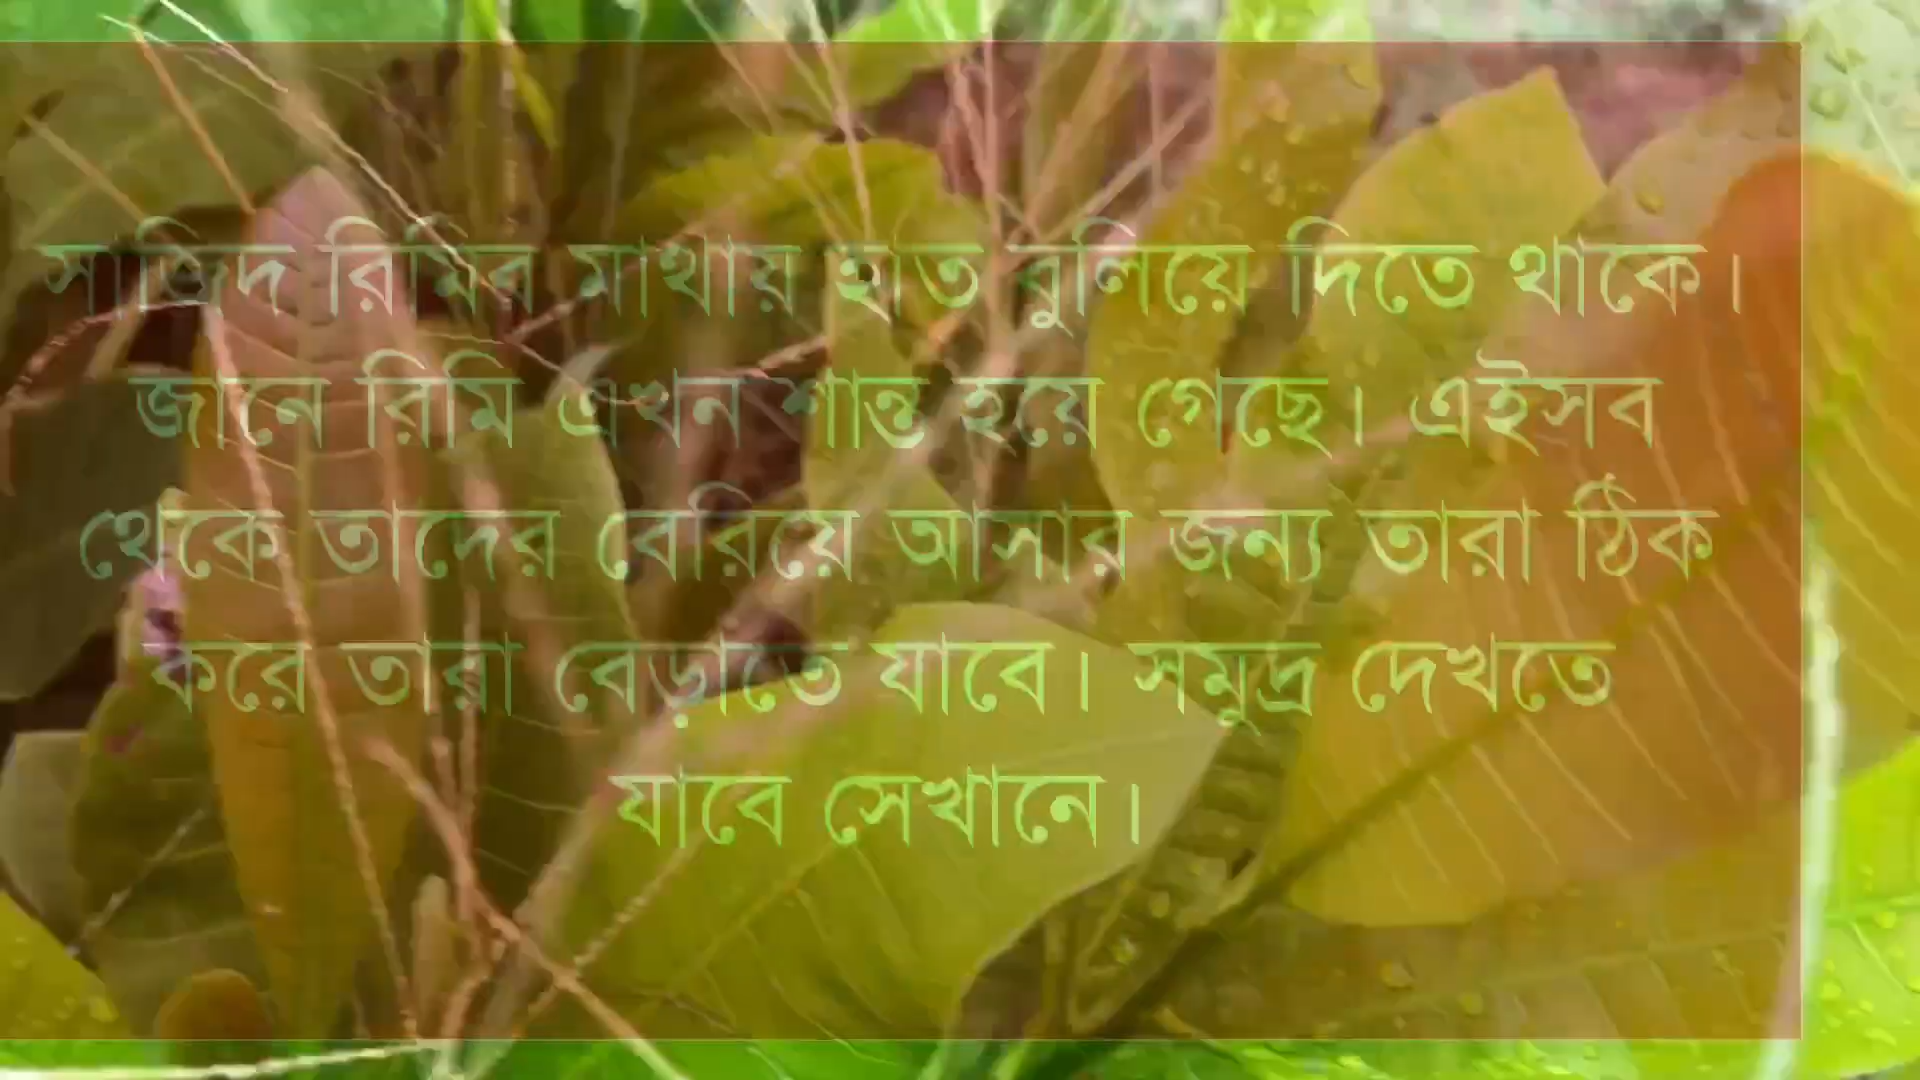 সাজিদ রিমির মাথায় হাত বুলিয়ে দিতে থাকে।
জানে রিমি এখন শান্ত হয়ে গেছে। এইসব
থেকে তাদের বেরিয়ে আসার জন্য তারা ঠিক
করে তারা বেড়াতে যাবে। সমুদ্র দেখতে
যাবে সেখানে।